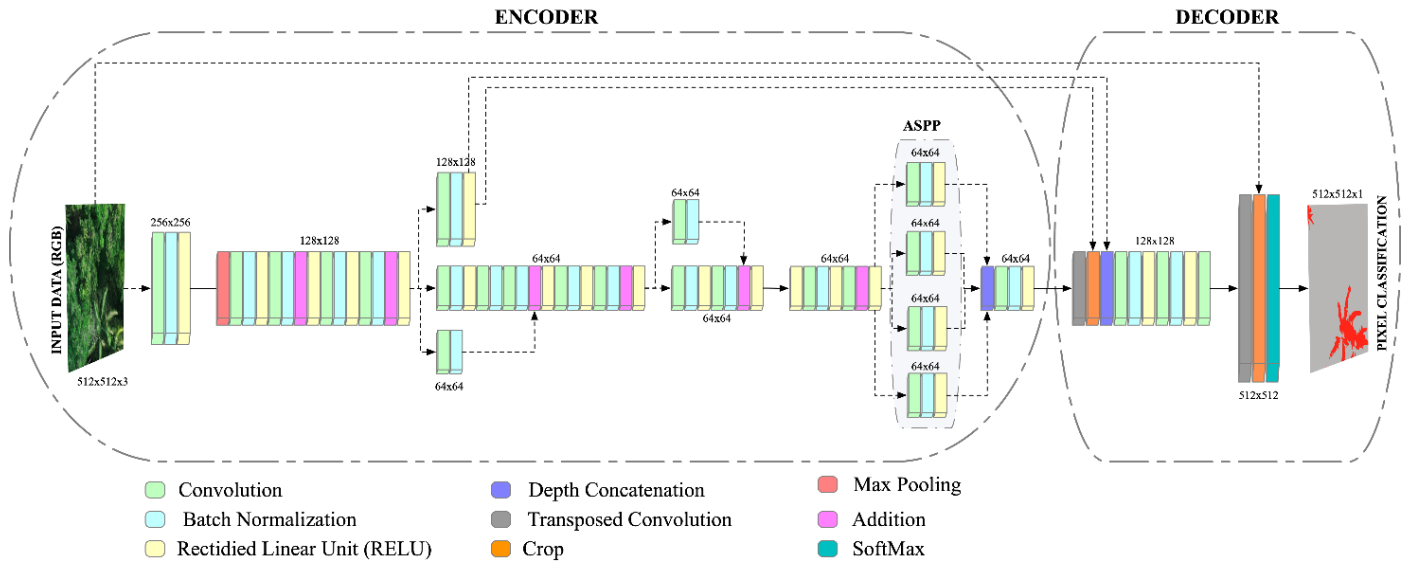 ENCODER
DECODER
ASPP
64x64
128x128
512x512x1
64x64
256x256
128x128
128x128
64x64
64x64
64x64
64x64
64x64
64x64
64x64
64x64
64x64
INPUT DATA (RGB)
PIXEL CLASSIFICATION
512x512x3
512x512
Convolution
Depth Concatenation
Max Pooling
Batch Normalization
Transposed Convolution
Addition
Rectidied Linear Unit (RELU)
Crop
SoftMax